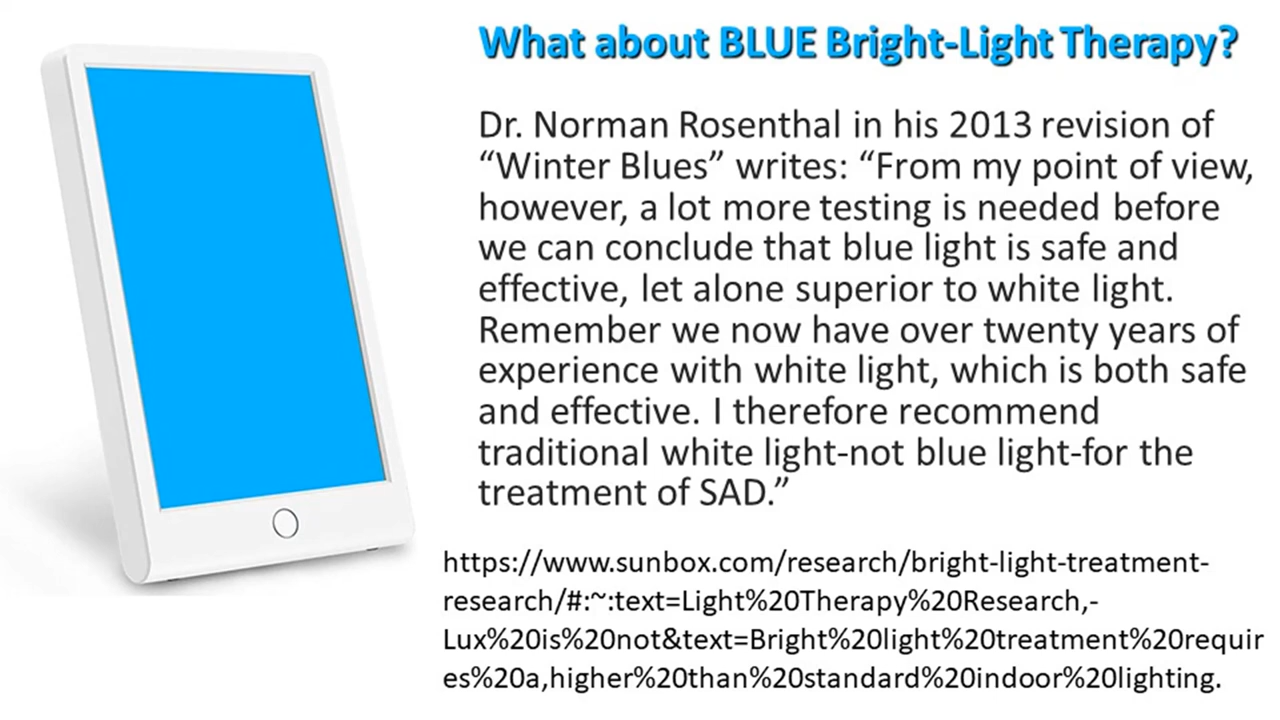 What about BLUE Bright-Light Therapy?
Dr. Norman Rosenthal in his 2013 revision of
“Winter Blues” writes: “From my point of view,
however, a lot more testing is needed before
we can conclude that blue light is safe and
effective, let alone superior to white light.
Remember we now have over twenty years of
experience with white light, which is both safe
and effective. I therefore recommend
traditional white light-not blue light-for the
treatment of SAD.”
https://www.sunbox.com/research/bright-light-treatment-
research/#:~:text=Light%20Therapy%20Research,-
Lux%20is%20not&text=Bright%20light%20treatment%20requir
es%20a,higher%20than%20standard%20indoor%20lighting.